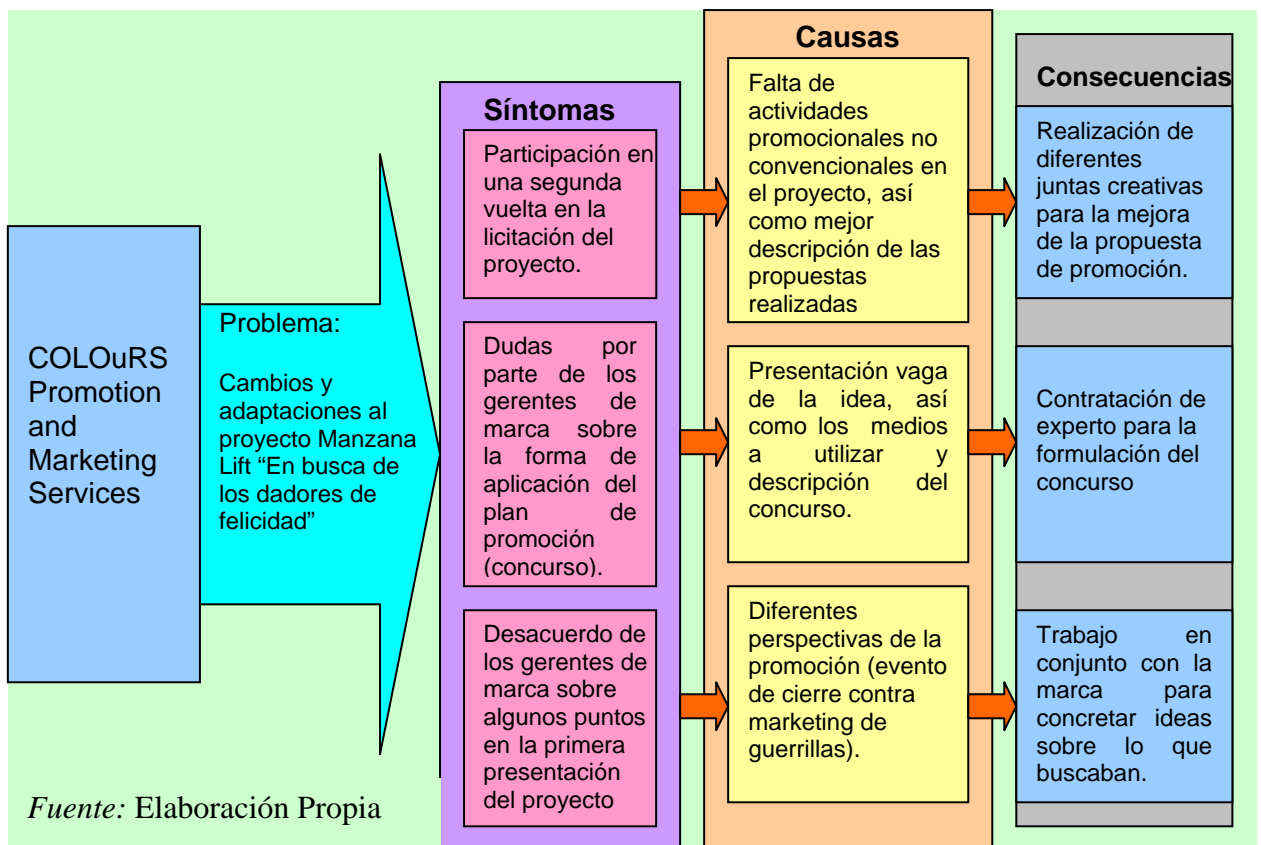 COLOuRS
Promotion
and
Marketing
Services
Problema:
Cambios y
adaptaciones al
proyecto Manzana
Lift “En busca de
los dadores de
felicidad”
Síntomas
Participación en
una segunda
vuelta en la
licitación del
proyecto.
Dudas por
parte de los
gerentes de
marca sobre
la forma de
aplicación del
plan de
promoción
(concurso).
Desacuerdo de
los gerentes de
marca sobre
algunos puntos
en la primera
presentación
del proyecto
Causas
Falta de
actividades
promocionales no
convencionales en
el proyecto, así
como mejor
descripción de las
propuestas
realizadas
Presentación vaga
de la idea, así
como los medios
a utilizar y
descripción del
concurso.
Diferentes
perspectivas de la
promoción (evento
de cierre contra
marketing de
guerrillas).
Consecuencias
Realización de
diferentes
juntas creativas
para la mejora
de la propuesta
de promoción.
Contratación de
experto para la
formulación del
concurso
Trabajo en
conjunto con la
marca para
concretar ideas
sobre lo que
buscaban.
Fuente: Elaboración Propia